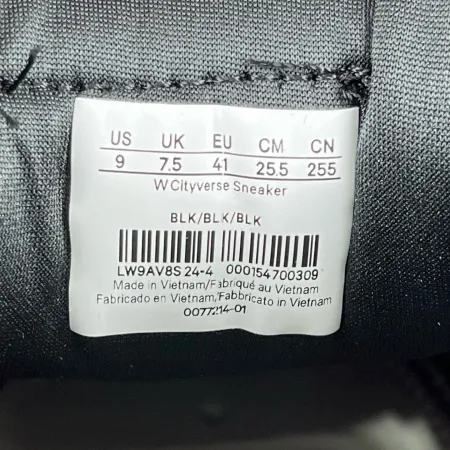 US UK EU CM CN
9 7.5 41 25.5 255
W Cityverse Sneaker
BLK/BLK/BLK
LW9AV8S 24-4 000154700309
Made in Vietnam/Fabriqué au Vietnam
Fabricado en Vietnam/Fabbricato in Vietnam
0077214-01